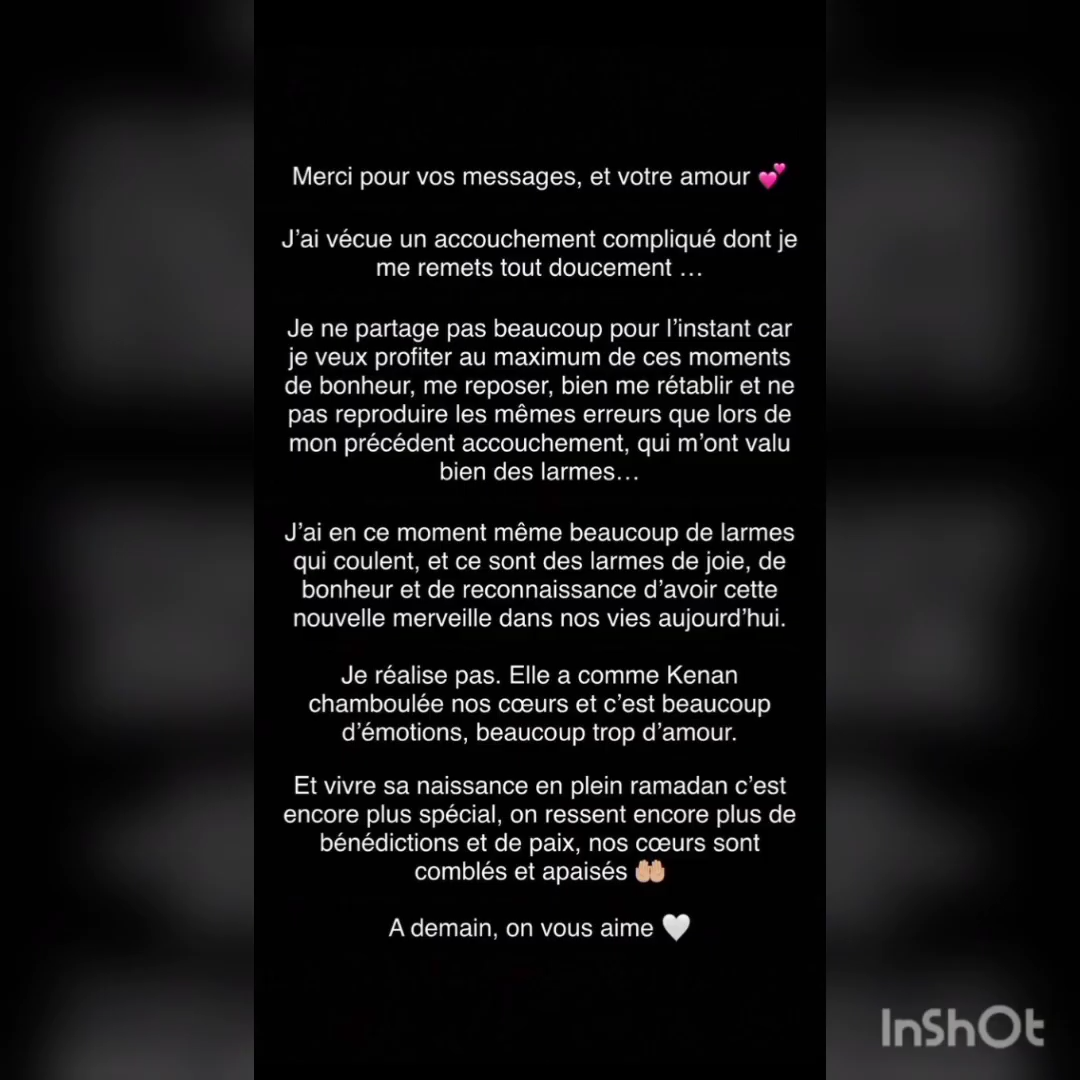 Merci pour vos messages, et votre amour 💕
J’ai vécue un accouchement compliqué dont je
me remets tout doucement …
Je ne partage pas beaucoup pour l’instant car
je veux profiter au maximum de ces moments
de bonheur, me reposer, bien me rétablir et ne
pas reproduire les mêmes erreurs que lors de
mon précédent accouchement, qui m’ont valu
bien des larmes…
J’ai en ce moment même beaucoup de larmes
qui coulent, et ce sont des larmes de joie, de
bonheur et de reconnaissance d’avoir cette
nouvelle merveille dans nos vies aujourd’hui.
Je réalise pas. Elle a comme Kenan
chamboulée nos cœurs et c’est beaucoup
d’émotions, beaucoup trop d’amour.
Et vivre sa naissance en plein ramadan c’est
encore plus spécial, on ressent encore plus de
bénédictions et de paix, nos cœurs sont
comblés et apaisés 🤲🏼
A demain, on vous aime 🤍
InShOt